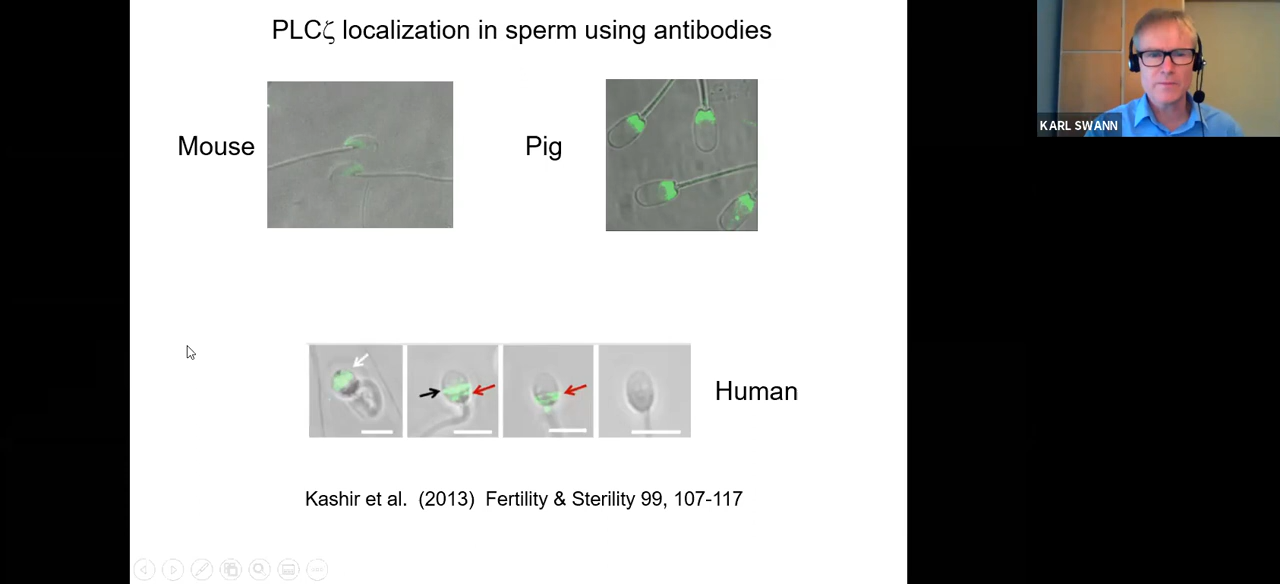 PLCζ localization in sperm using antibodies
Mouse
Pig
KARL SWANN
Human
Kashir et al. (2013) Fertility & Sterility 99, 107-117